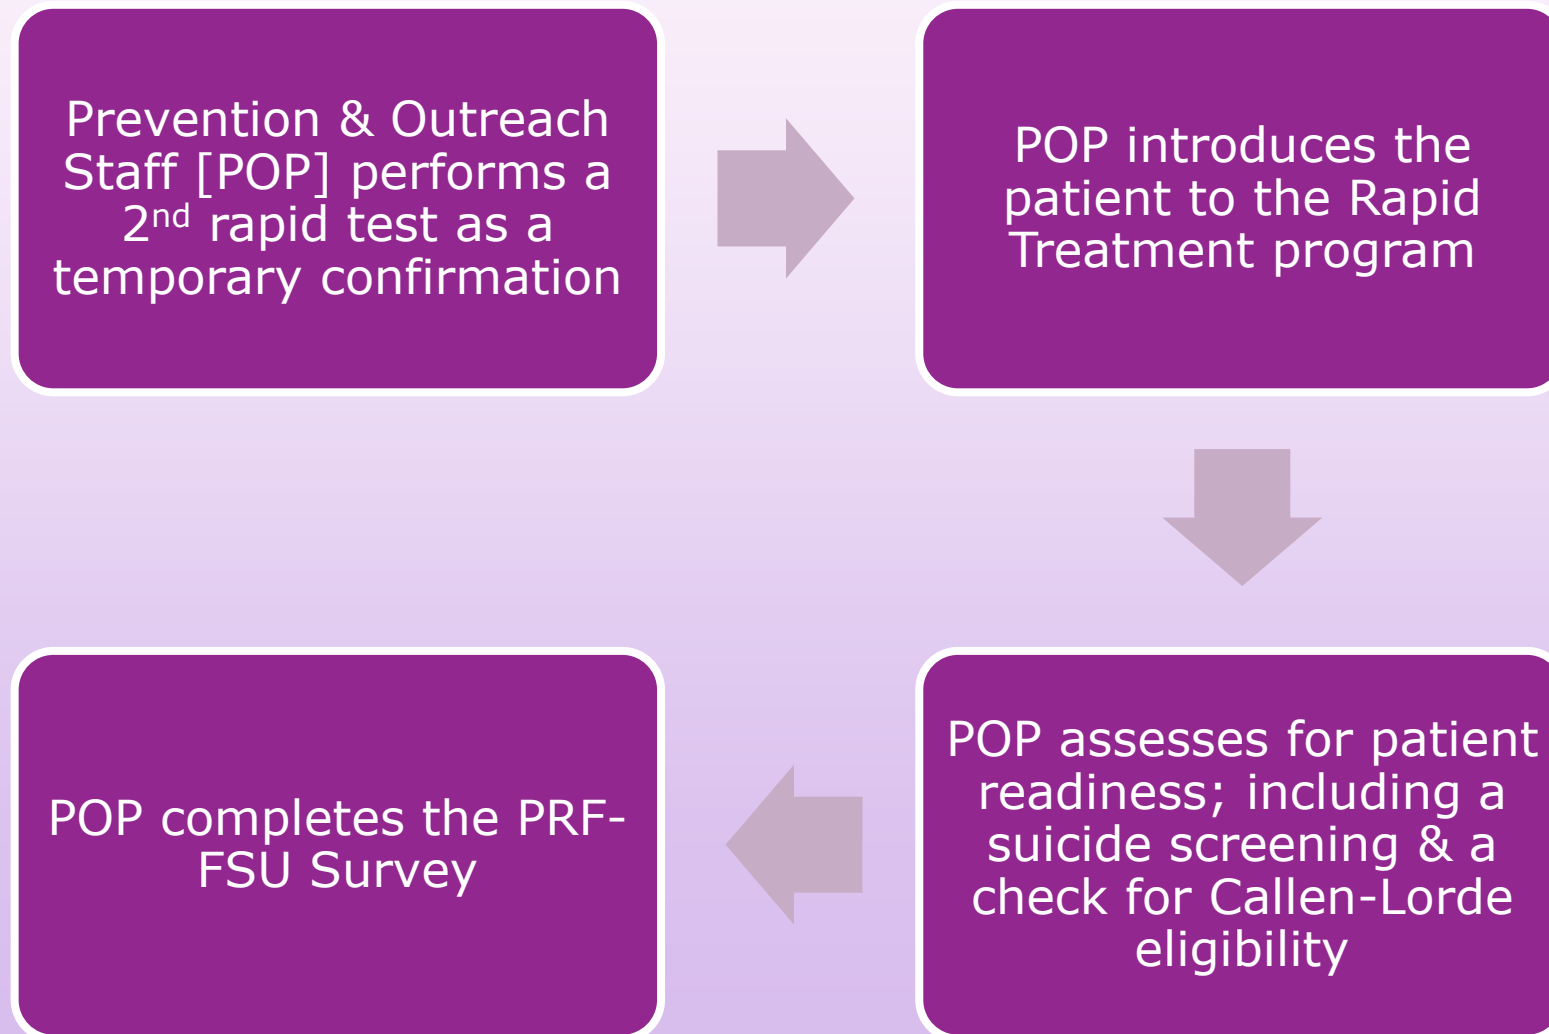 Prevention & Outreach
Staff [POP] performs a
2nd rapid test as a
temporary confirmation
POP introduces the
patient to the Rapid
Treatment program
POP assesses for patient
readiness; including a
suicide screening & a
check for Callen-Lorde
eligibility
POP completes the PRF-
FSU Survey